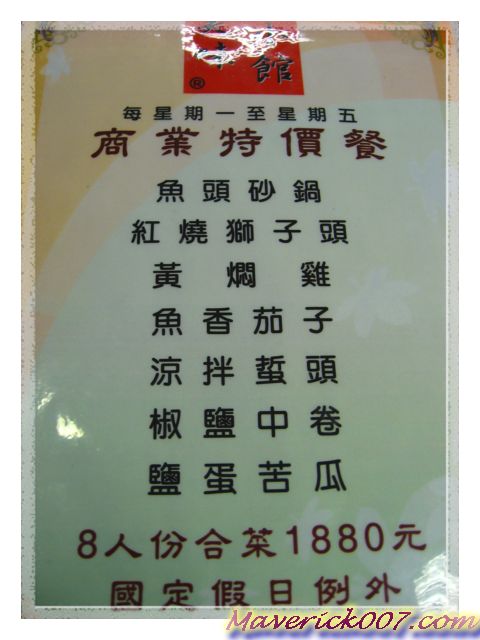 館
®
每星期一至星期五
商業特價餐
魚頭砂鍋
紅燒獅子頭
黃燜雞
魚香茄子
涼拌蜇頭
椒鹽中卷
鹽蛋苦瓜
8人份合菜1880元
國定假日例外
Maverick007.com